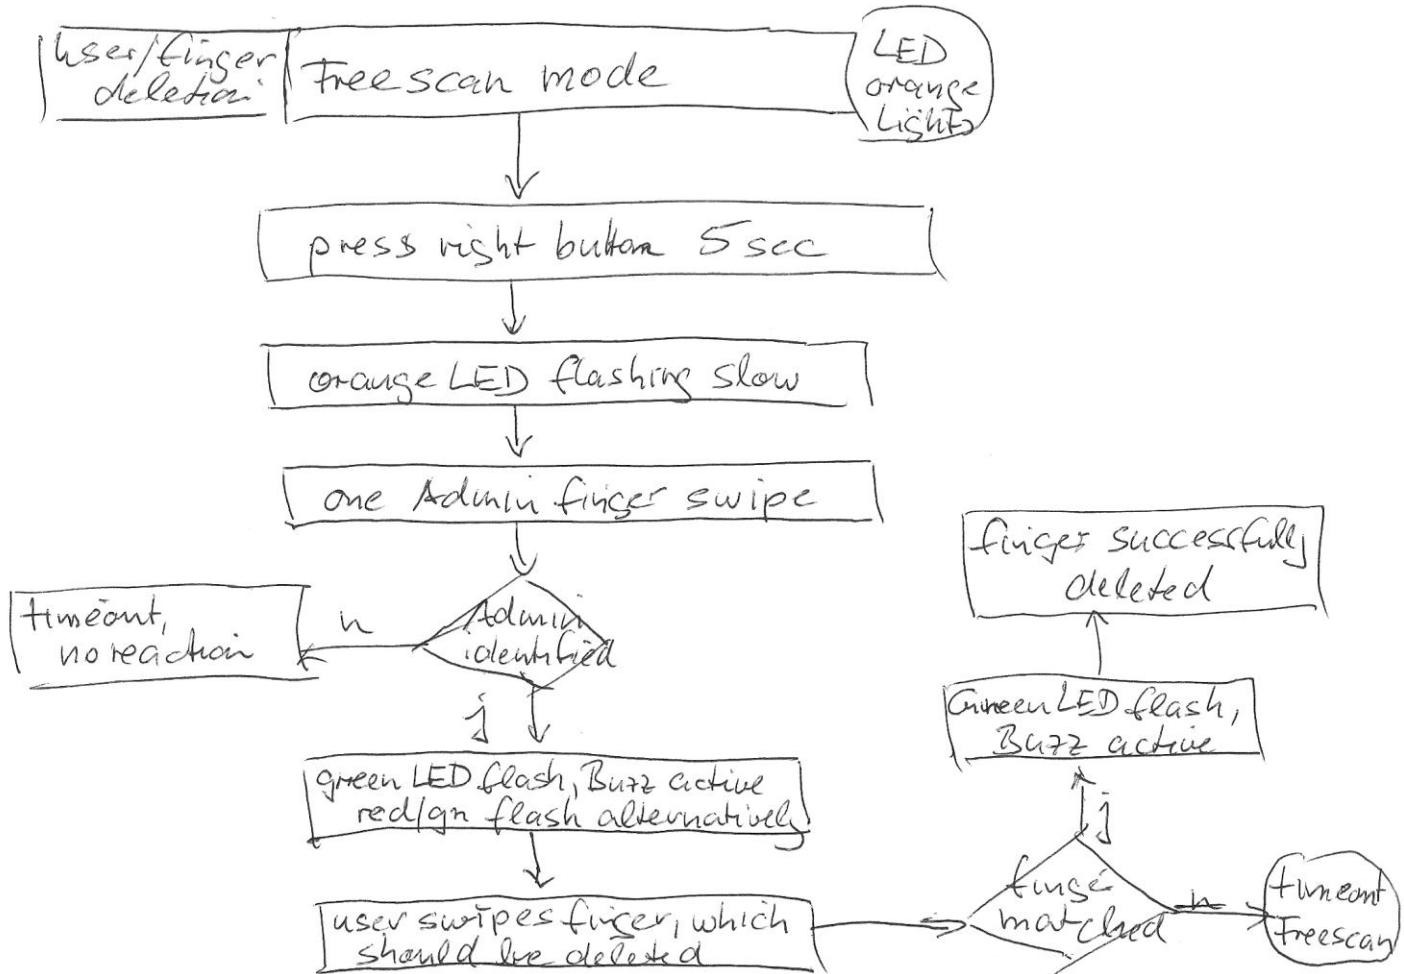 User/finger
deletion
Freescan mode
LED
orange
lights
press right button 5 sec
orange LED flashing slow
one Admin finger swipe
Admin
identified
n
timeout,
no reaction
j
green LED flash, Buzz active
red/gn flash alternatively
user swipes finger, which
should be deleted
finger
matched
n
timeout
Freescan
j
Green LED flash,
Buzz active
finger successfully
deleted